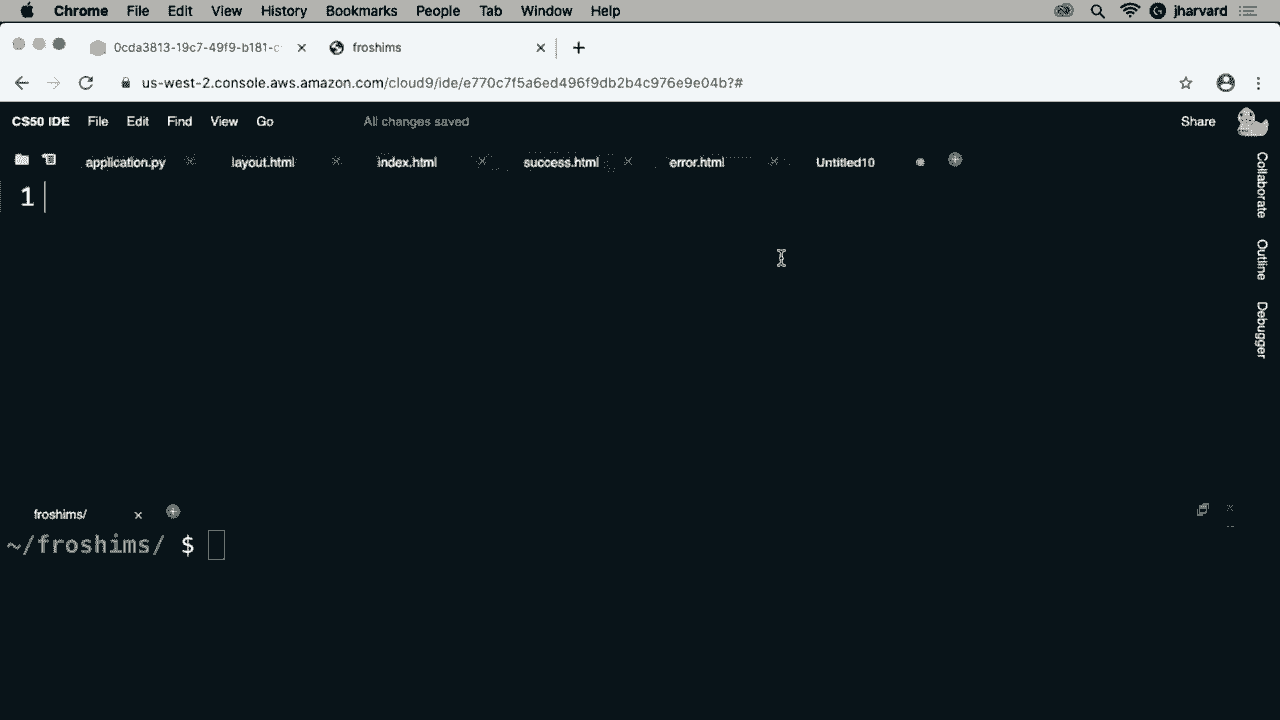 Chrome File Edit View History Bookmarks People Tab Window Help jharvard
0cda3813-19c7-49f9-b181-c froshims
us-west-2.console.aws.amazon.com/cloud9/ide/e770c7f5a6ed496f9db2b4c976e9e04b?#
CS50 IDE File Edit Find View Go All changes saved Share
application.py layout.html index.html success.html error.html Untitled10
1
Collaborate
Outline
Debugger
froshims/
~/froshims/ $